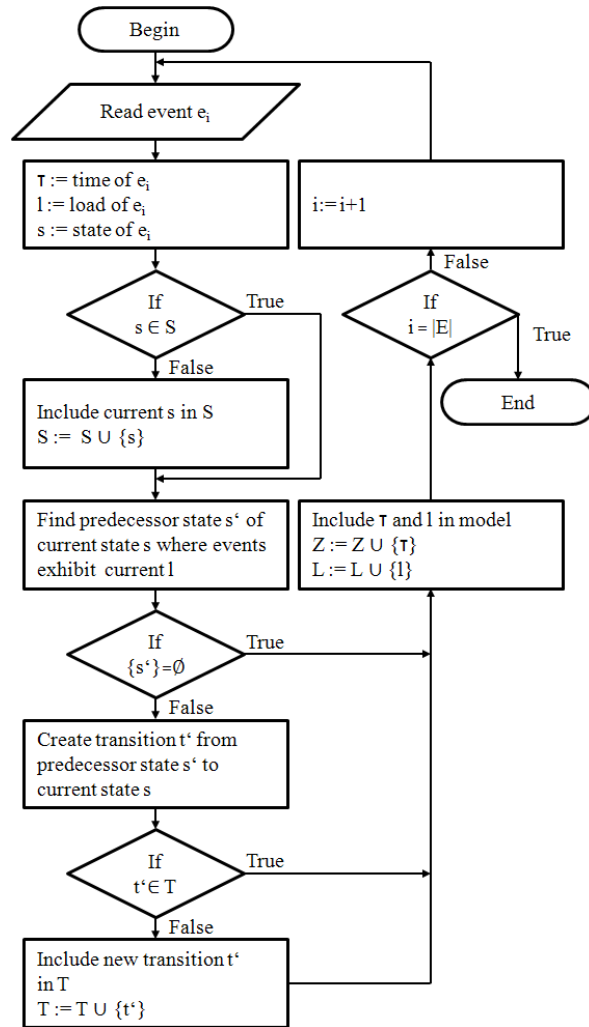 Begin
Read event eᵢ
τ := time of eᵢ
l := load of eᵢ
s := state of eᵢ
i:= i+1
False
If
s ∈ S
True
If
i = |E|
True
False
Include current s in S
S := S ∪ {s}
End
Find predecessor state s‘ of
current state s where events
exhibit current l
Include τ and l in model
Z := Z ∪ {τ}
L := L ∪ {l}
If
{s‘}=∅
True
False
Create transition t‘ from
predecessor state s‘ to
current state s
If
t‘∈ T
True
False
Include new transition t‘
in T
T := T ∪ {t‘}